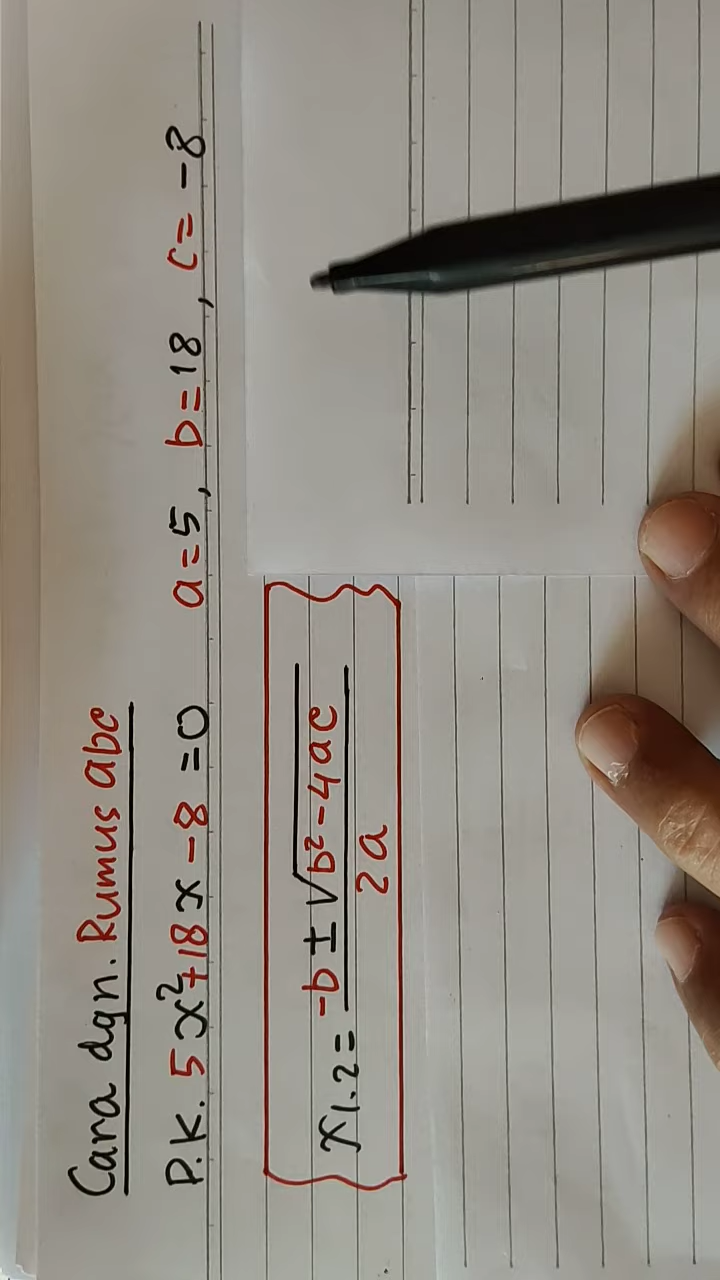 Cara dgn. Rumus abc
P.K. 5x²+18x-8=0 a=5, b=18, c=-8
x1.2 = -b±√b²-4ac
2a